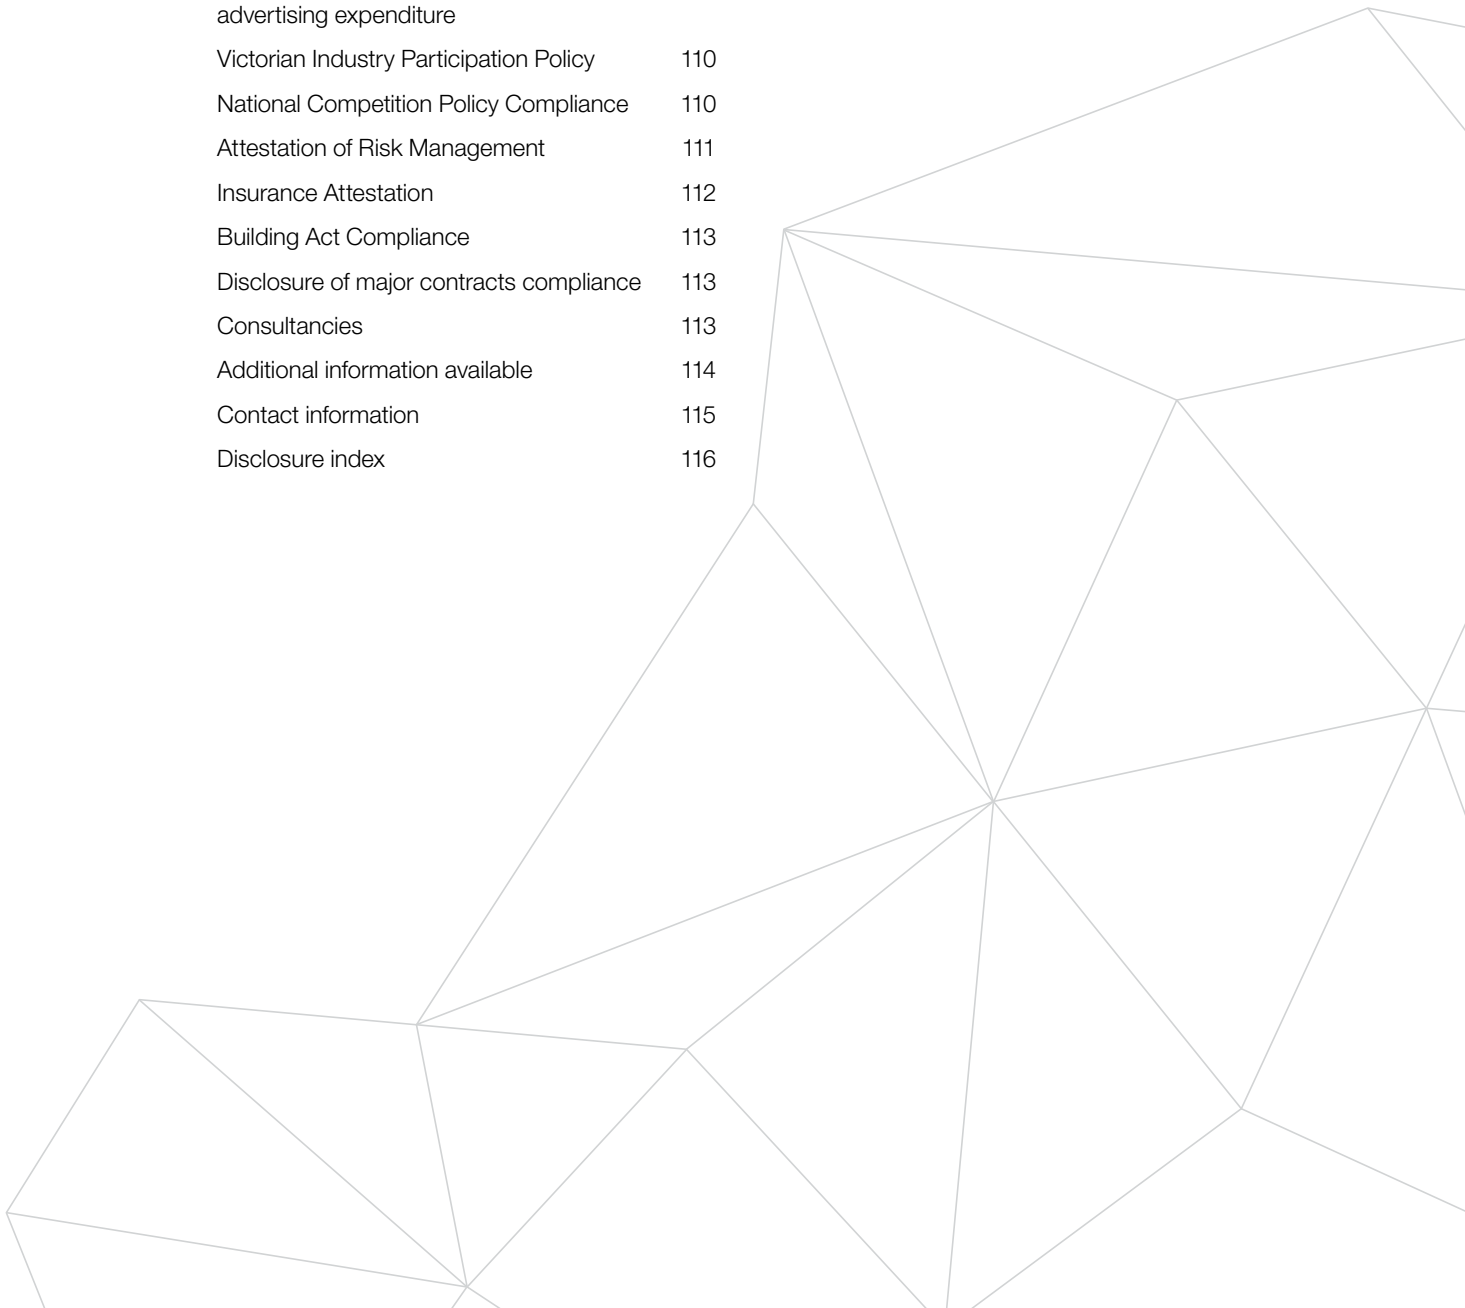 advertising expenditure
Victorian Industry Participation Policy 110
National Competition Policy Compliance 110
Attestation of Risk Management 111
Insurance Attestation 112
Building Act Compliance 113
Disclosure of major contracts compliance 113
Consultancies 113
Additional information available 114
Contact information 115
Disclosure index 116